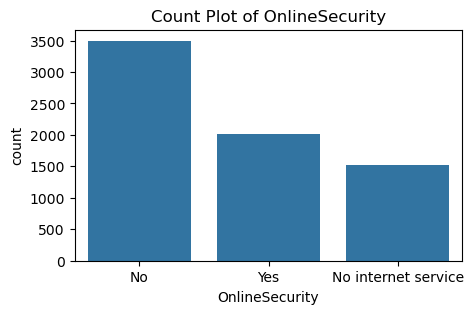 Count Plot of OnlineSecurity
3500
3000
2500
2000
1500
1000
500
0
count
No Yes No internet service
OnlineSecurity